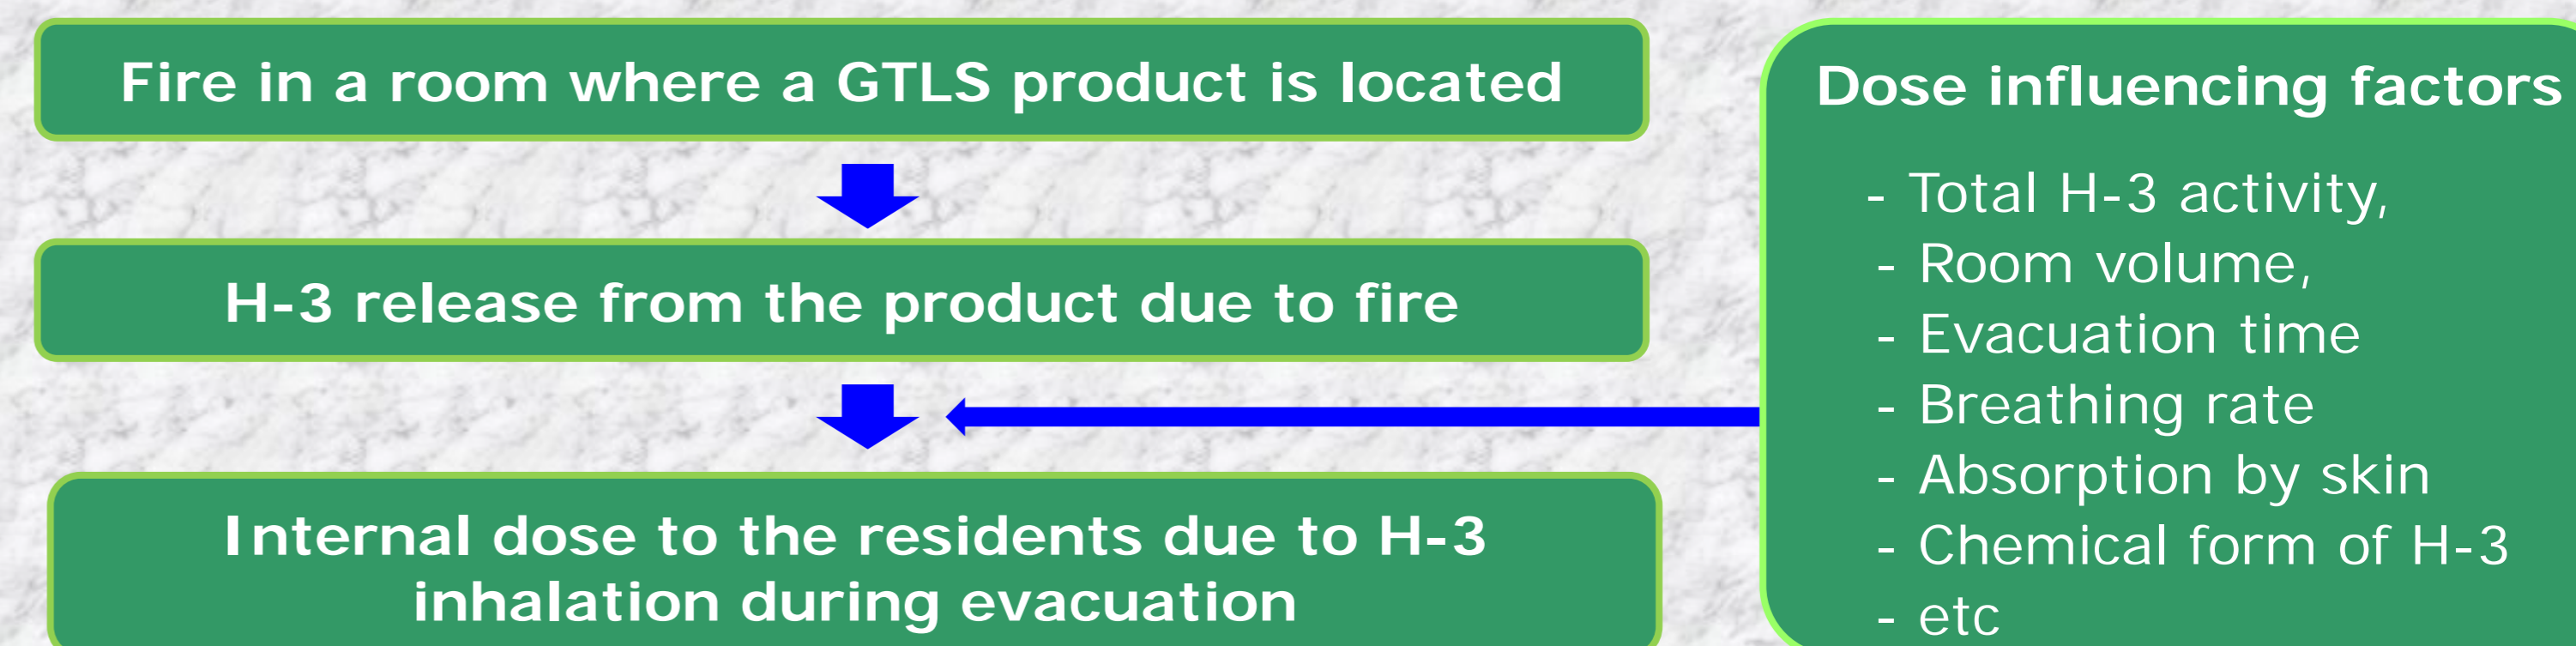 Fire in a room where a GTLS product is located
H-3 release from the product due to fire
Internal dose to the residents due to H-3
inhalation during evacuation
Dose influencing factors
- Total H-3 activity,
- Room volume,
- Evacuation time
- Breathing rate
- Absorption by skin
- Chemical form of H-3
- etc